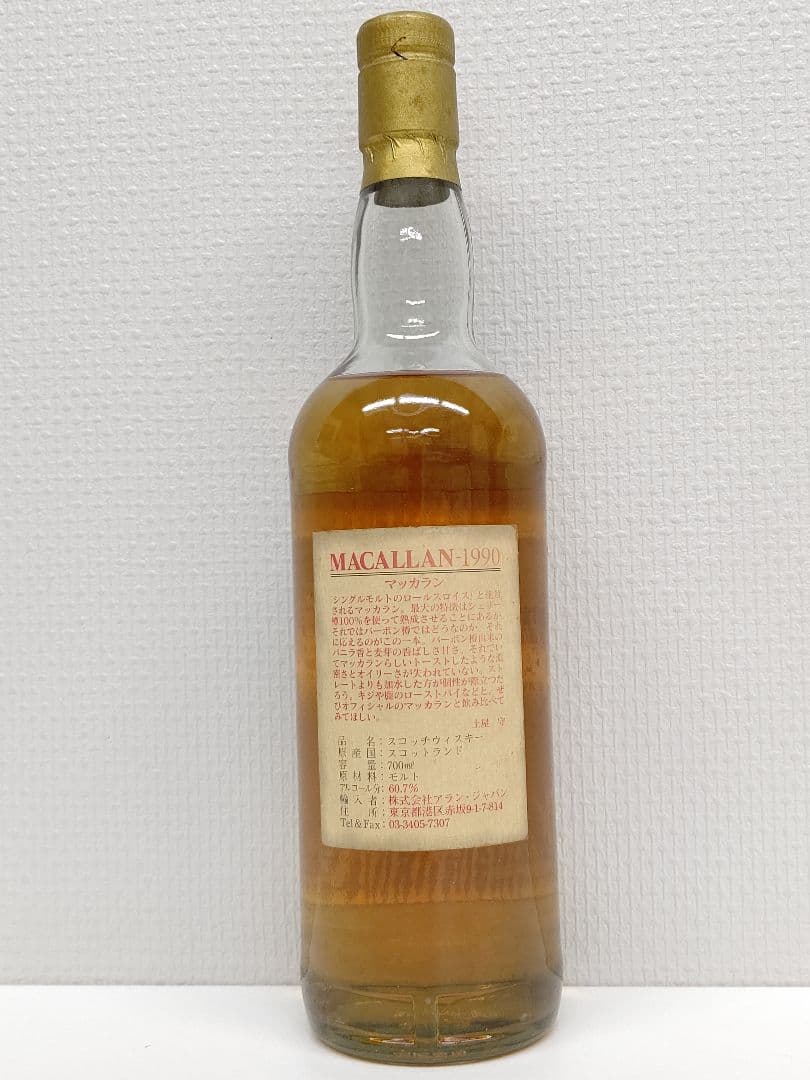 MACALLAN-1990
マッカラン
「シングルモルトのロールスロイス」と
されるマッカラン。最大の特徴はシェリー
樽100%を使って熟成させることにあるが、
それではバーボン樽ではどうなのか。それ
に応えるのがこの一本。バーボン樽由来の
バニラ香と麦芽の香ばしさ甘さ、それでい
てマッカランらしいトーストしたような濃
密さとオイリーさが失われていない。スト
レートよりも加水した方が個性が際立つだ
ろう。キジや鹿のローストパイなどと、ぜ
ひオフィシャルのマッカランと飲み比べて
みてほしい。
土屋 守
品名:スコッチウィスキー
原産国:スコットランド
容量:700㎖
原材料:モルト
アルコール分:60.7%
輸入者:株式会社アラン・ジャパン
住所:東京都港区赤坂9-1-7-814
Tel & Fax:03-3405-7307